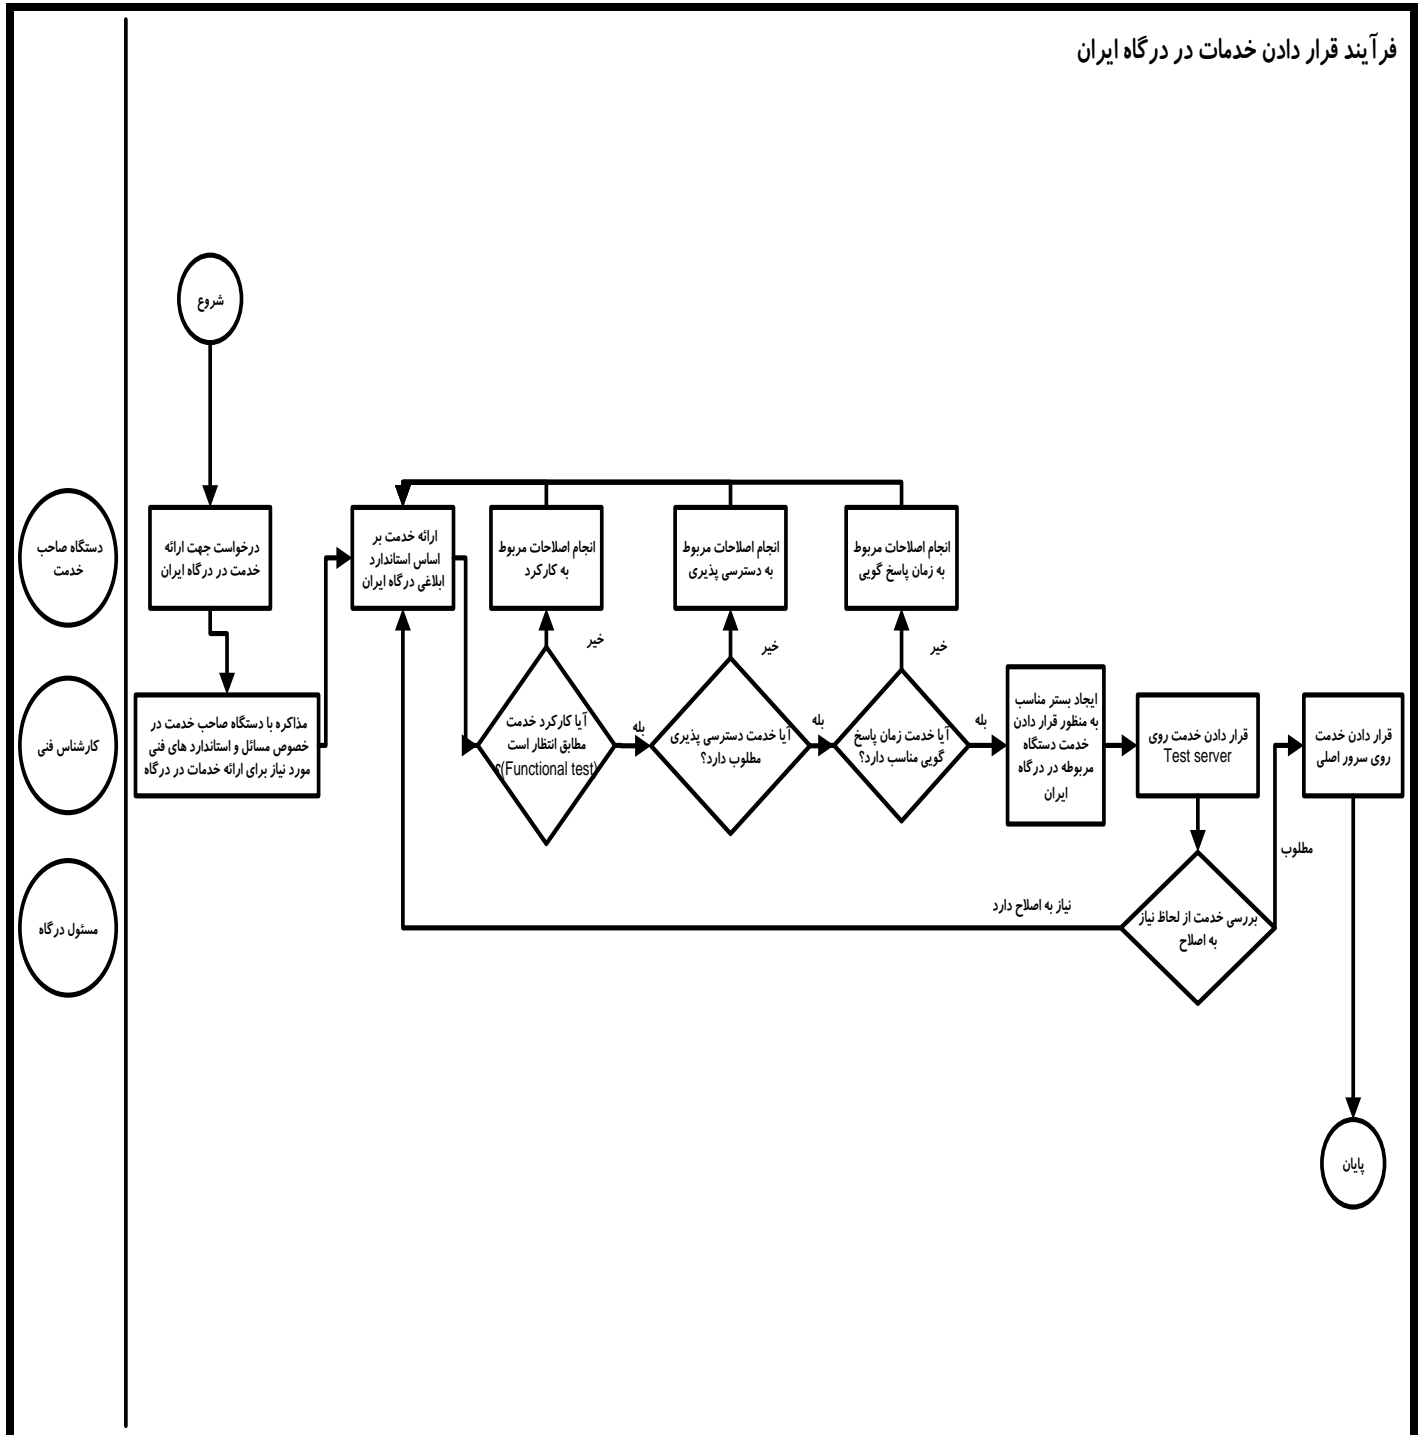 فرآیند قرار دادن خدمات در درگاه ایران
شروع
دستگاه صاحب
خدمت
درخواست جهت ارائه
خدمت در درگاه ایران
ارائه خدمت بر
اساس استاندارد
ابلاغی درگاه ایران
انجام اصلاحات مربوط
به کارکرد
انجام اصلاحات مربوط
به دسترسی پذیری
انجام اصلاحات مربوط
به زمان پاسخ گویی
خیر
خیر
خیر
کارشناس فنی
مذاکره با دستگاه صاحب خدمت در
خصوص مسائل و استاندارد های فنی
مورد نیاز برای ارائه خدمات در درگاه
آیا کارکرد خدمت
مطابق انتظار است
(Functional test)؟
بله
آیا خدمت دسترسی پذیری
مطلوب دارد؟
بله
آیا خدمت زمان پاسخ
گویی مناسب دارد؟
بله
ایجاد بستر مناسب
به منظور قرار دادن
خدمت دستگاه
مربوطه در درگاه
ایران
قرار دادن خدمت روی
Test server
قرار دادن خدمت
روی سرور اصلی
مطلوب
مسئول درگاه
نیاز به اصلاح دارد
بررسی خدمت از لحاظ نیاز
به اصلاح
پایان